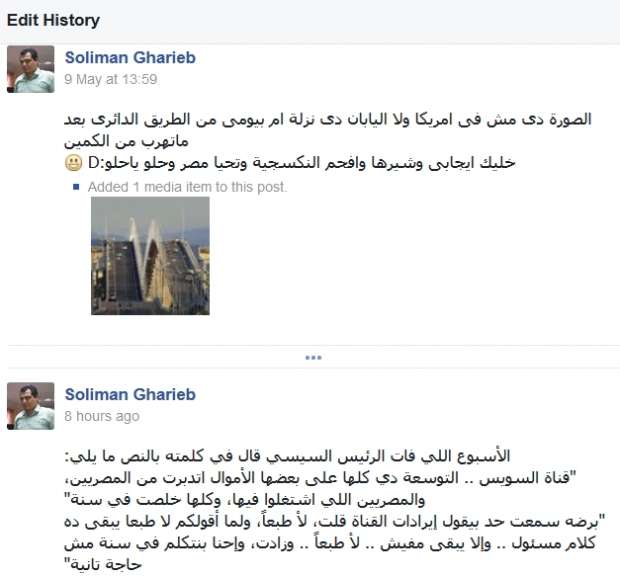 Edit History
Soliman Gharieb
9 May at 13:59
الصورة دى مش فى امريكا ولا اليابان دى نزلة ام بيومى من الطريق الدائرى بعد
ماتهرب من الكمين
خليك ايجابى وشيرها وافحم النكسجية وتحيا مصر وحلو ياحلو:D 😀
Added 1 media item to this post.
Soliman Gharieb
8 hours ago
الأسبوع اللي فات الرئيس السيسي قال في كلمته بالنص ما يلي:
"قناة السويس .. التوسعة دي كلها على بعضها الأموال اتدبرت من المصريين،
والمصريين اللي اشتغلوا فيها، وكلها خلصت في سنة"
"برضه سمعت حد بيقول إيرادات القناة قلت، لأ طبعاً، ولما أقولكم لا طبعا يبقى ده
كلام مسئول .. وإلا يبقى مفيش .. لأ طبعاً .. وزادت، وإحنا بنتكلم في سنة مش
حاجة تانية"